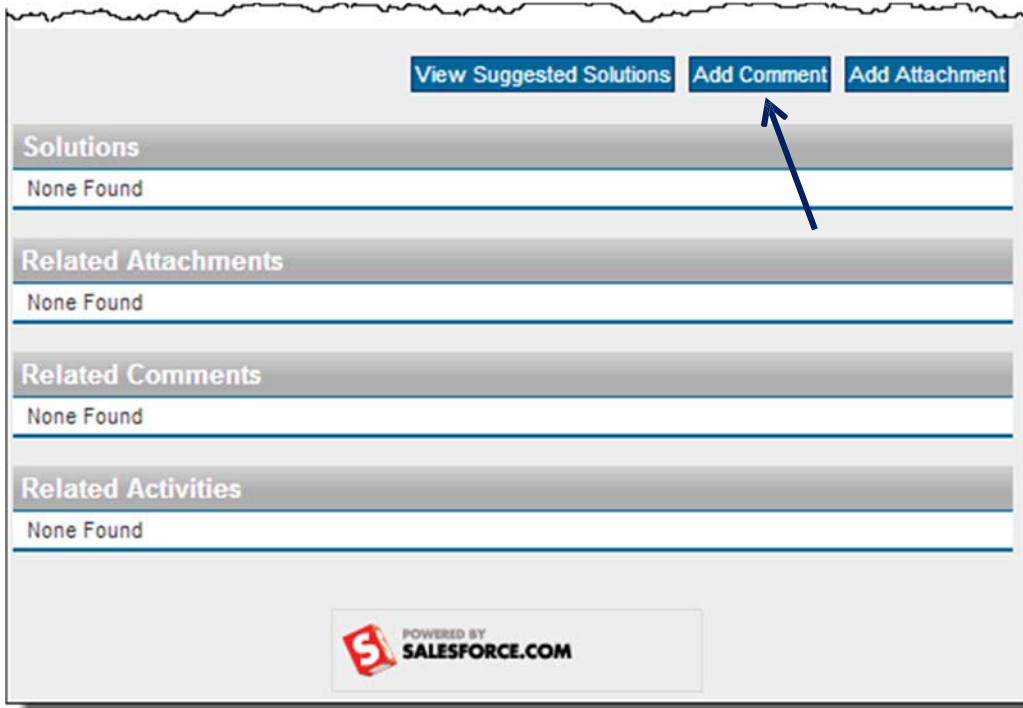 View Suggested Solutions Add Comment Add Attachment
Solutions
None Found
Related Attachments
None Found
Related Comments
None Found
Related Activities
None Found
S POWERED BY
SALESFORCE.COM